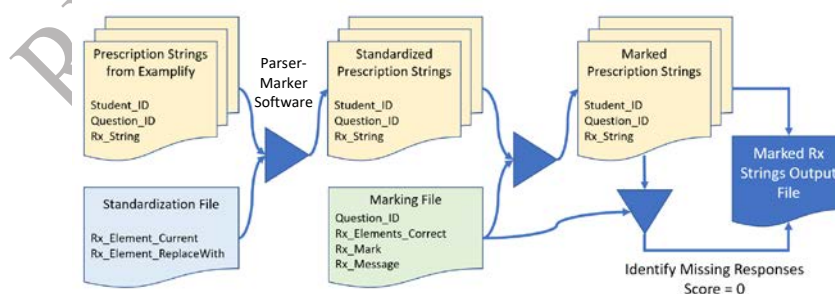 Prescription Strings
from Examplify
Student_ID
Question_ID
Rx_String
Parser-
Marker
Software
Standardized
Prescription Strings
Student_ID
Question_ID
Rx_String
Marked
Prescription Strings
Student_ID
Question_ID
Rx_String
Marked Rx
Strings Output
File
Standardization File
Rx_Element_Current
Rx_Element_ReplaceWith
Marking File
Question_ID
Rx_Elements_Correct
Rx_Mark
Rx_Message
Identify Missing Responses
Score = 0